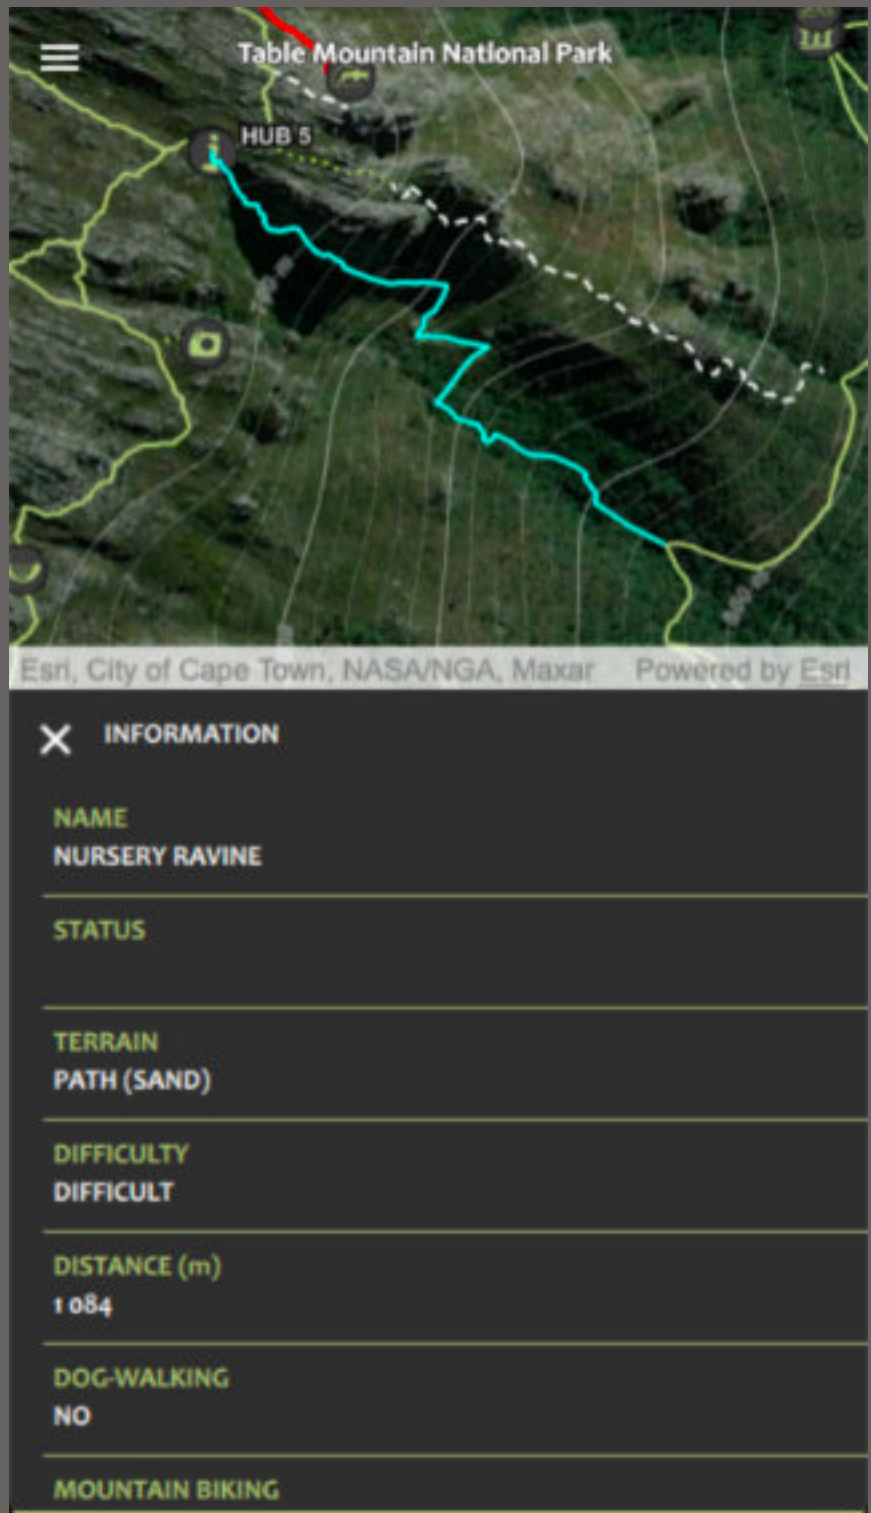 Table Mountain National Park
HUB 5
Esri, City of Cape Town, NASA/NGA, Maxar Powered by Esri
INFORMATION
NAME
NURSERY RAVINE
STATUS
TERRAIN
PATH (SAND)
DIFFICULTY
DIFFICULT
DISTANCE (m)
1 084
DOG-WALKING
NO
MOUNTAIN BIKING